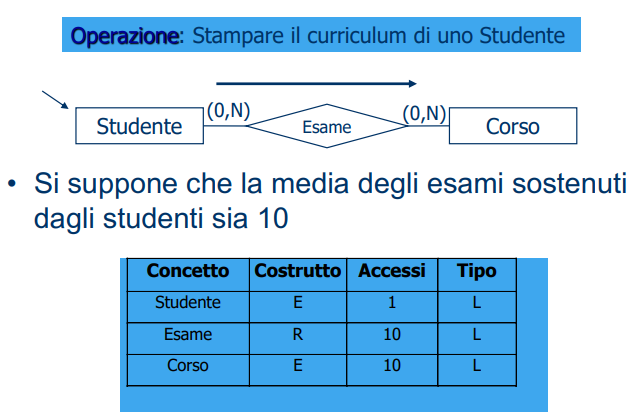 Operazione: Stampare il curriculum di uno Studente
Studente (0,N) Esame (0,N) Corso
• Si suppone che la media degli esami sostenuti
dagli studenti sia 10
Concetto Costrutto Accessi Tipo
Studente E 1 L
Esame R 10 L
Corso E 10 L